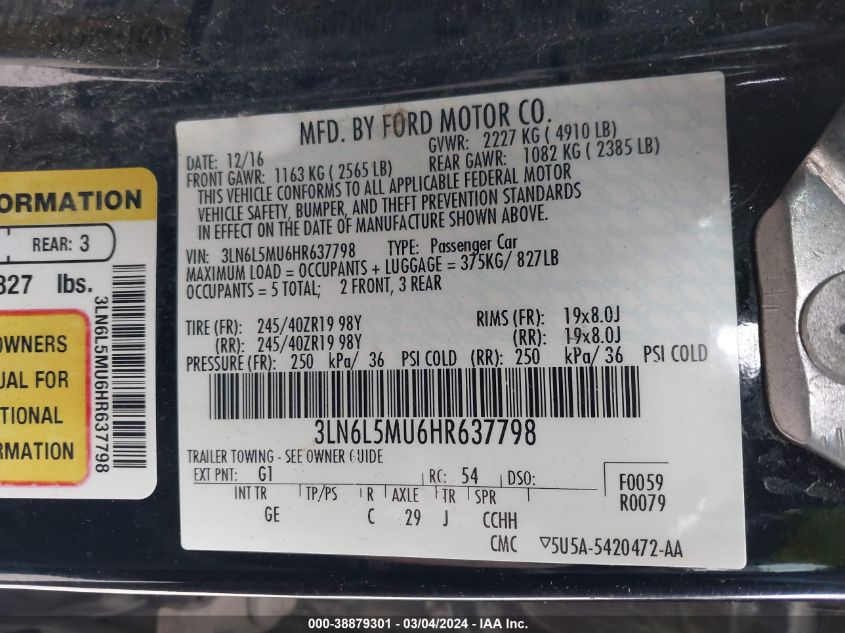 ORMATION
REAR: 3
827 lbs.
OWNERS
UAL FOR
TIONAL
RMATION
3LN6L5MU6HR637798
MFD. BY FORD MOTOR CO.
DATE: 12/16 GVWR: 2227 KG ( 4910 LB)
FRONT GAWR: 1163 KG ( 2565 LB) REAR GAWR: 1082 KG ( 2385 LB)
THIS VEHICLE CONFORMS TO ALL APPLICABLE FEDERAL MOTOR
VEHICLE SAFETY, BUMPER, AND THEFT PREVENTION STANDARDS
IN EFFECT ON THE DATE OF MANUFACTURE SHOWN ABOVE.
VIN: 3LN6L5MU6HR637798 TYPE: Passenger Car
MAXIMUM LOAD = OCCUPANTS + LUGGAGE = 375KG/ 827LB
OCCUPANTS = 5 TOTAL; 2 FRONT, 3 REAR
TIRE (FR): 245/40ZR19 98Y RIMS (FR): 19x8.0J
(RR): 245/40ZR19 98Y (RR): 19x8.0J
PRESSURE (FR): 250 kPa/ 36 PSI COLD (RR): 250 kPa/ 36 PSI COLD
3LN6L5MU6HR637798
TRAILER TOWING - SEE OWNER GUIDE
EXT PNT: G1 RC: 54 DSO: F0059
INT TR TP/PS R AXLE TR SPR R0079
GE C 29 J CCHH
CMC ▽5U5A-5420472-AA
000-38879301 - 03/04/2024 - IAA Inc.